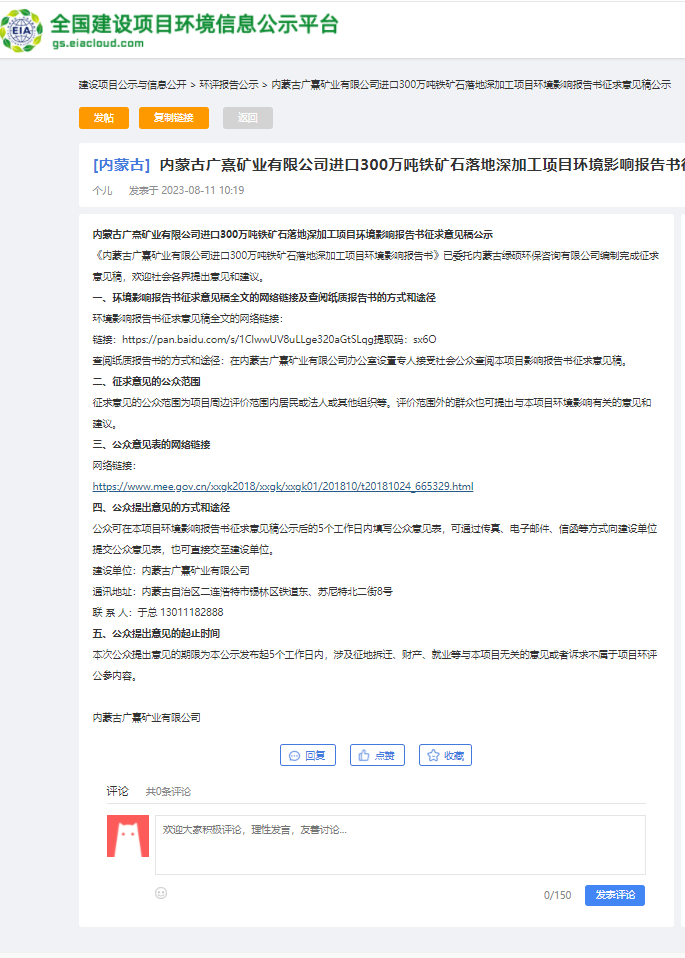 EIA
全国建设项目环境信息公示平台
gs.eiacloud.com
建设项目公示与信息公开 > 环评报告公示 > 内蒙古广熹矿业有限公司进口300万吨铁矿石落地深加工项目环境影响报告书征求意见稿公示
发帖 复制链接 返回
[内蒙古] 内蒙古广熹矿业有限公司进口300万吨铁矿石落地深加工项目环境影响报告书
个儿 发表于 2023-08-11 10:19
内蒙古广熹矿业有限公司进口300万吨铁矿石落地深加工项目环境影响报告书征求意见稿公示
《内蒙古广熹矿业有限公司进口300万吨铁矿石落地深加工项目环境影响报告书》已委托内蒙古绿硕环保咨询有限公司编制完成征求
意见稿，欢迎社会各界提出意见和建议。
一、环境影响报告书征求意见稿全文的网络链接及查阅纸质报告书的方式和途径
环境影响报告书征求意见稿全文的网络链接：
链接：https://pan.baidu.com/s/1ClwwUV8uLLge320aGtSLqg提取码：sx6O
查阅纸质报告书的方式和途径：在内蒙古广熹矿业有限公司办公室设置专人接受社会公众查阅本项目影响报告书征求意见稿。
二、征求意见的公众范围
征求意见的公众范围为项目周边评价范围内居民或法人或其他组织等。评价范围外的群众也可提出与本项目环境影响有关的意见和
建议。
三、公众意见表的网络链接
网络链接：
https://www.mee.gov.cn/xxgk2018/xxgk/xxgk01/201810/t20181024_665329.html
四、公众提出意见的方式和途径
公众可在本项目环境影响报告书征求意见稿公示后的5个工作日内填写公众意见表，可通过传真、电子邮件、信函等方式向建设单位
提交公众意见表，也可直接交至建设单位。
建设单位：内蒙古广熹矿业有限公司
通讯地址：内蒙古自治区二连浩特市锡林区铁道东、苏尼特北二街8号
联 系 人：于总 13011182888
五、公众提出意见的起止时间
本次公众提出意见的期限为本公示发布起5个工作日内，涉及征地拆迁、财产、就业等与本项目无关的意见或者诉求不属于项目环评
公参内容。
内蒙古广熹矿业有限公司
回复 点赞 收藏
评论 共0条评论
欢迎大家积极评论，理性发言，友善讨论...
0/150 发表评论